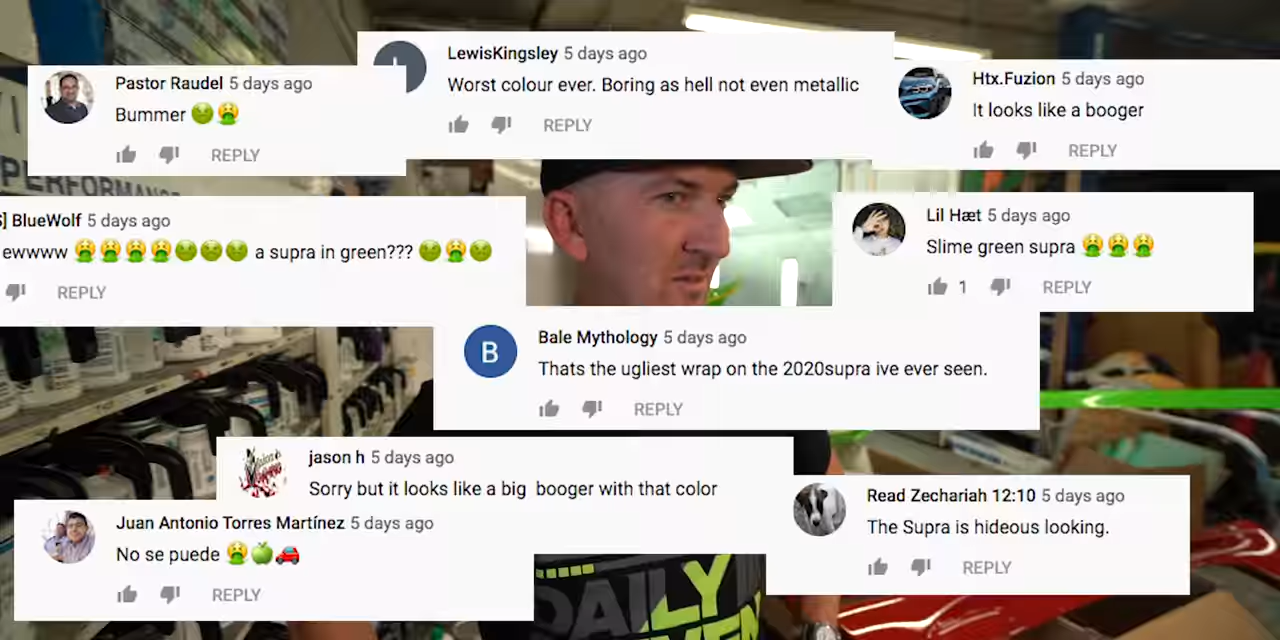 LewisKingsley 5 days ago
Worst colour ever. Boring as hell not even metallic
REPLY
Pastor Raudel 5 days ago
Bummer 🤢🤮
REPLY
Htx.Fuzion 5 days ago
It looks like a booger
REPLY
PERFORMANCE
] BlueWolf 5 days ago
ewwww 🤮🤮🤮🤮🤢🤢🤢 a supra in green??? 🤢🤮🤢
REPLY
Lil Hæt 5 days ago
Slime green supra 🤮🤮🤮
1 REPLY
B
Bale Mythology 5 days ago
Thats the ugliest wrap on the 2020supra ive ever seen.
REPLY
jason h 5 days ago
Sorry but it looks like a big booger with that color
Read Zechariah 12:10 5 days ago
The Supra is hideous looking.
REPLY
Juan Antonio Torres Martínez 5 days ago
No se puede 🤮🍏🚗
REPLY
DAILY